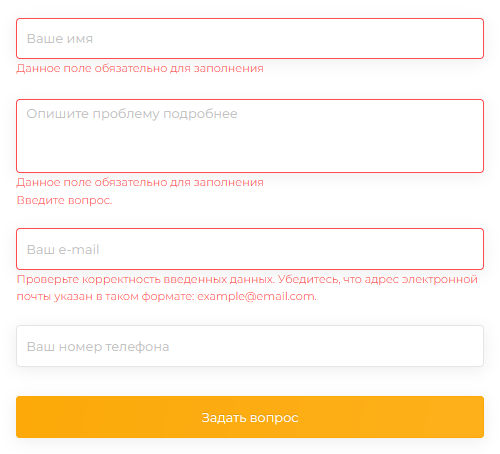 Ваше имя
Данное поле обязательно для заполнения
Опишите проблему подробнее
Данное поле обязательно для заполнения
Введите вопрос.
Ваш e-mail
Проверьте корректность введенных данных. Убедитесь, что адрес электронной
почты указан в таком формате: example@email.com.
Ваш номер телефона
Задать вопрос